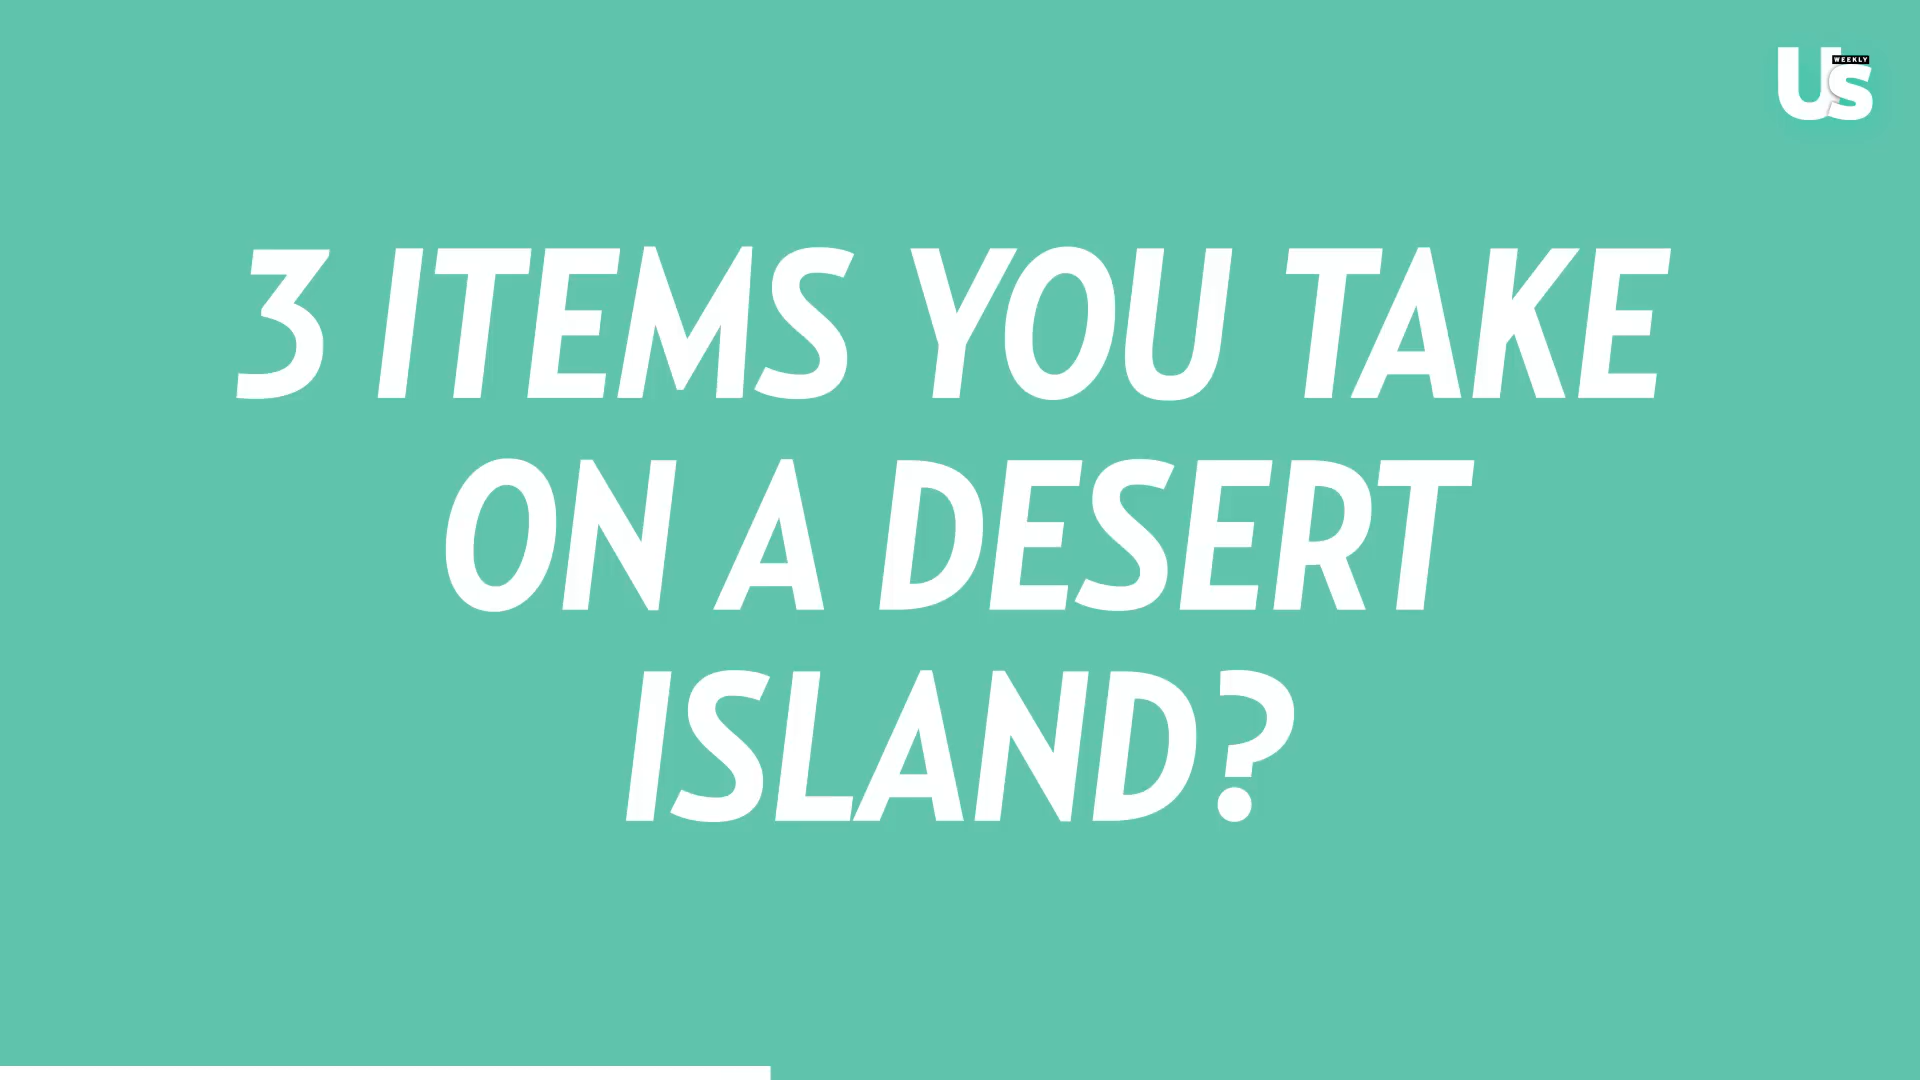 Us
WEEKLY
3 ITEMS YOU TAKE
ON A DESERT
ISLAND?